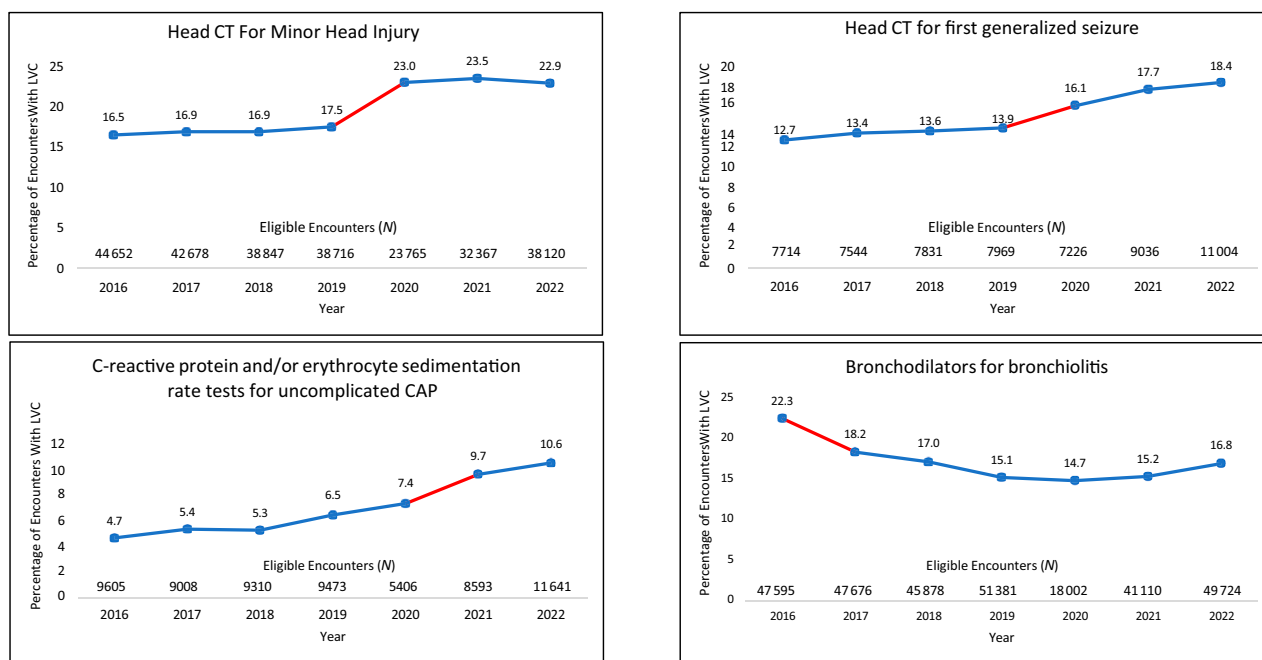 Head CT For Minor Head Injury
Percentage of EncountersWith LVC
25
20
15
10
5
0
16.5 16.9 16.9 17.5 23.0 23.5 22.9
Eligible Encounters (N)
44 652 42 678 38 847 38 716 23 765 32 367 38 120
2016 2017 2018 2019 2020 2021 2022
Year
Head CT for first generalized seizure
Percentage of EncountersWith LVC
20
18
16
14
12
10
8
6
4
2
0
12.7 13.4 13.6 13.9 16.1 17.7 18.4
Eligible Encounters (N)
7714 7544 7831 7969 7226 9036 11 004
2016 2017 2018 2019 2020 2021 2022
Year
C-reactive protein and/or erythrocyte sedimentation
rate tests for uncomplicated CAP
Percentage of Encounters With LVC
12
10
8
6
4
2
0
4.7 5.4 5.3 6.5 7.4 9.7 10.6
Eligible Encounters (N)
9605 9008 9310 9473 5406 8593 11 641
2016 2017 2018 2019 2020 2021 2022
Year
Bronchodilators for bronchiolitis
Percentage of EncountersWith LVC
25
20
15
10
5
0
22.3 18.2 17.0 15.1 14.7 15.2 16.8
Eligible Encounters (N)
47 595 47 676 45 878 51 381 18 002 41 110 49 724
2016 2017 2018 2019 2020 2021 2022
Year